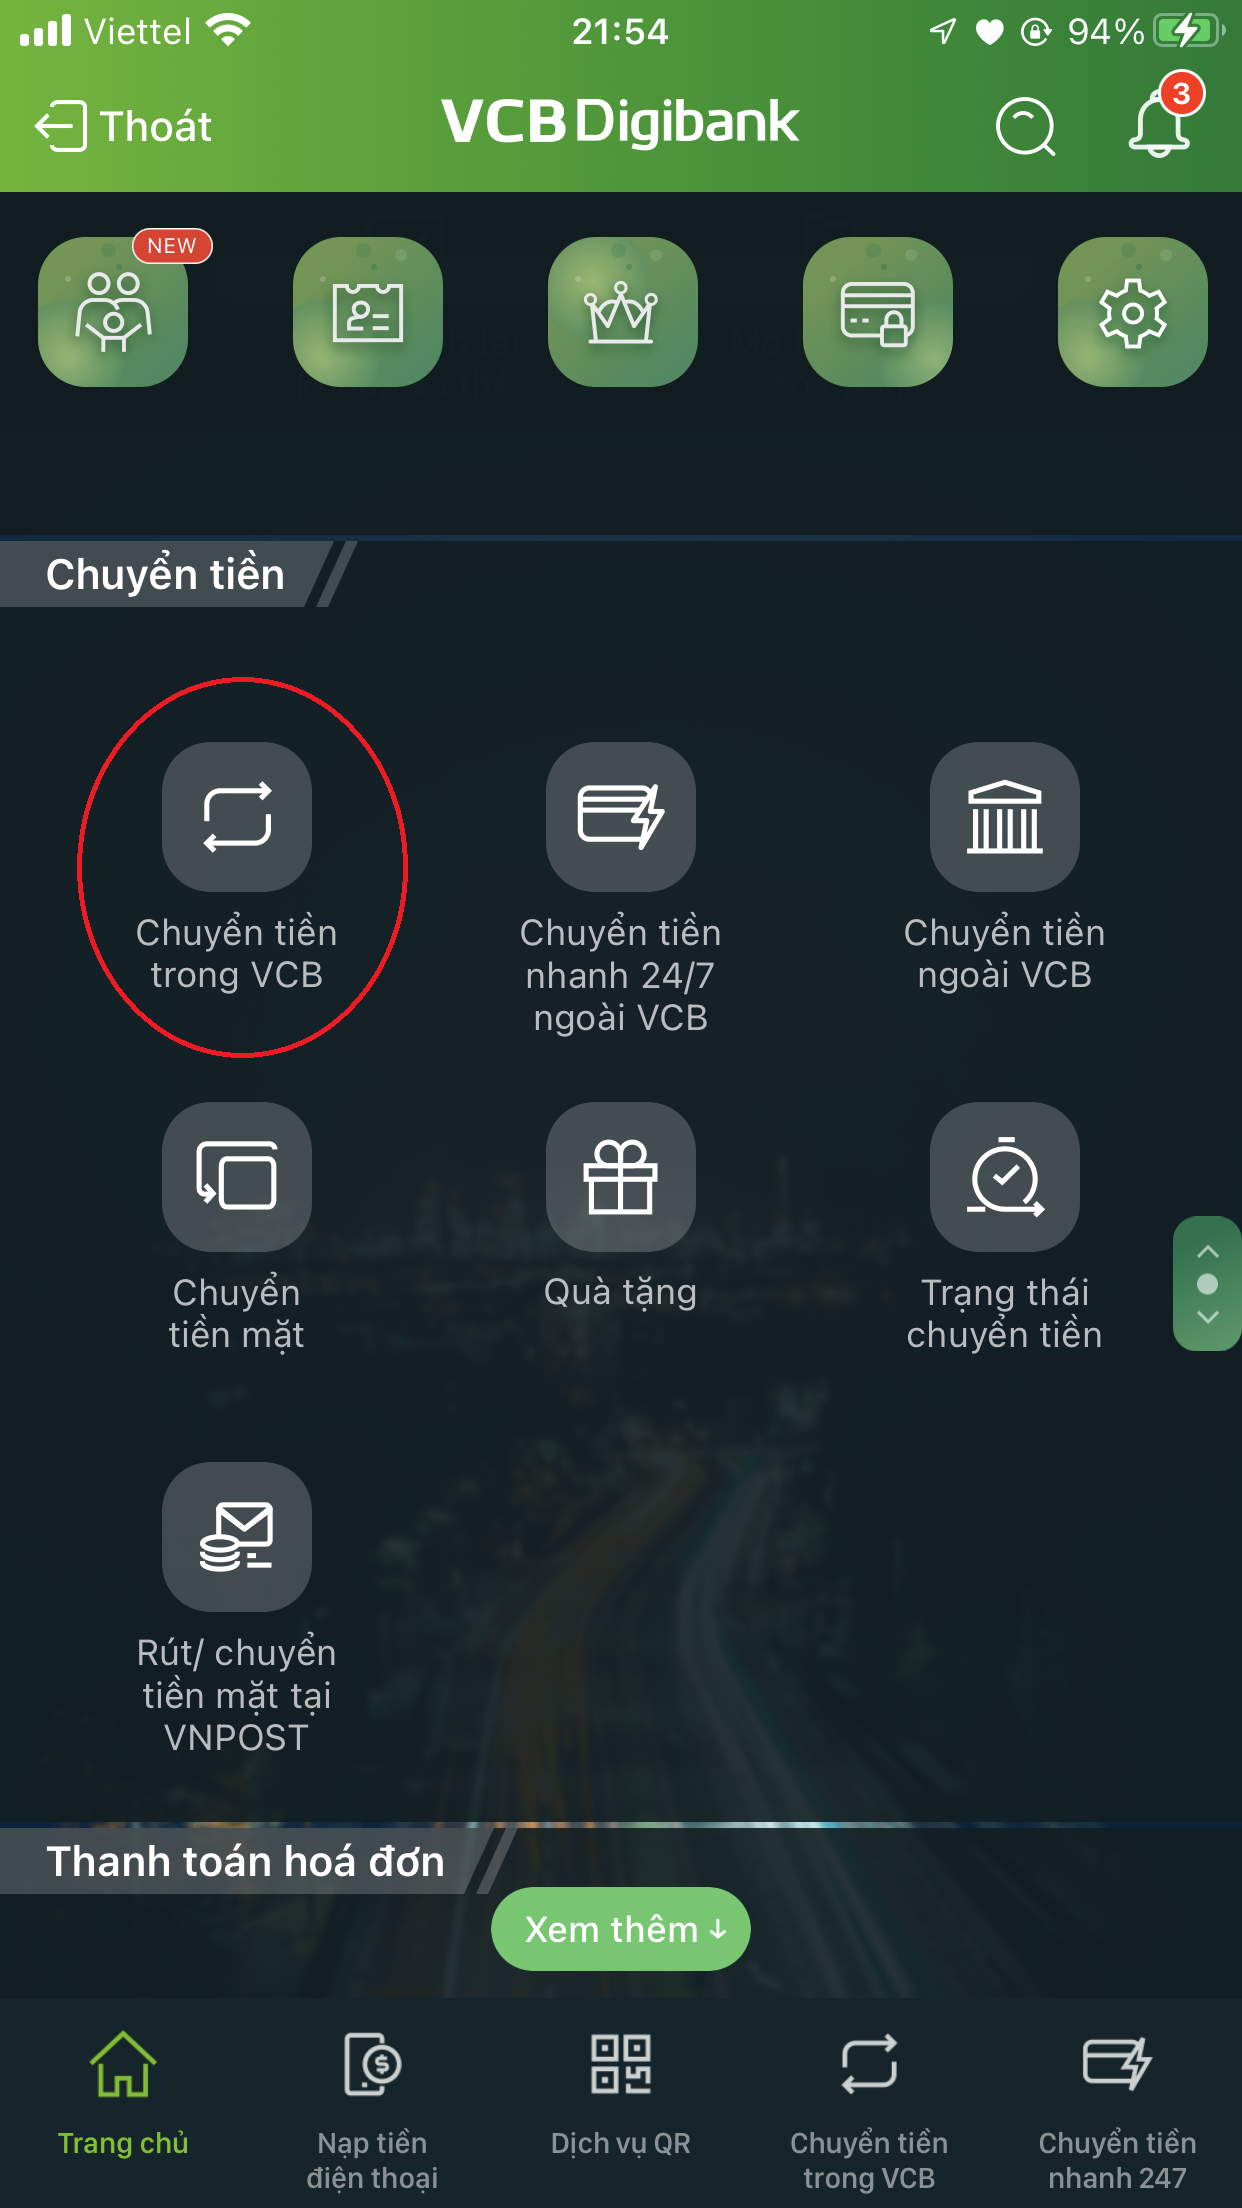 Viettel 21:54 94%
Thoát VCB Digibank 3
NEW
Chuyển tiền
Chuyển tiền
trong VCB
Chuyển tiền
nhanh 24/7
ngoài VCB
Chuyển tiền
ngoài VCB
Chuyển
tiền mặt
Quà tặng
Trạng thái
chuyển tiền
Rút/ chuyển
tiền mặt tại
VNPOST
Thanh toán hoá đơn
Xem thêm
Trang chủ
Nạp tiền
điện thoại
Dịch vụ QR
Chuyển tiền
trong VCB
Chuyển tiền
nhanh 247